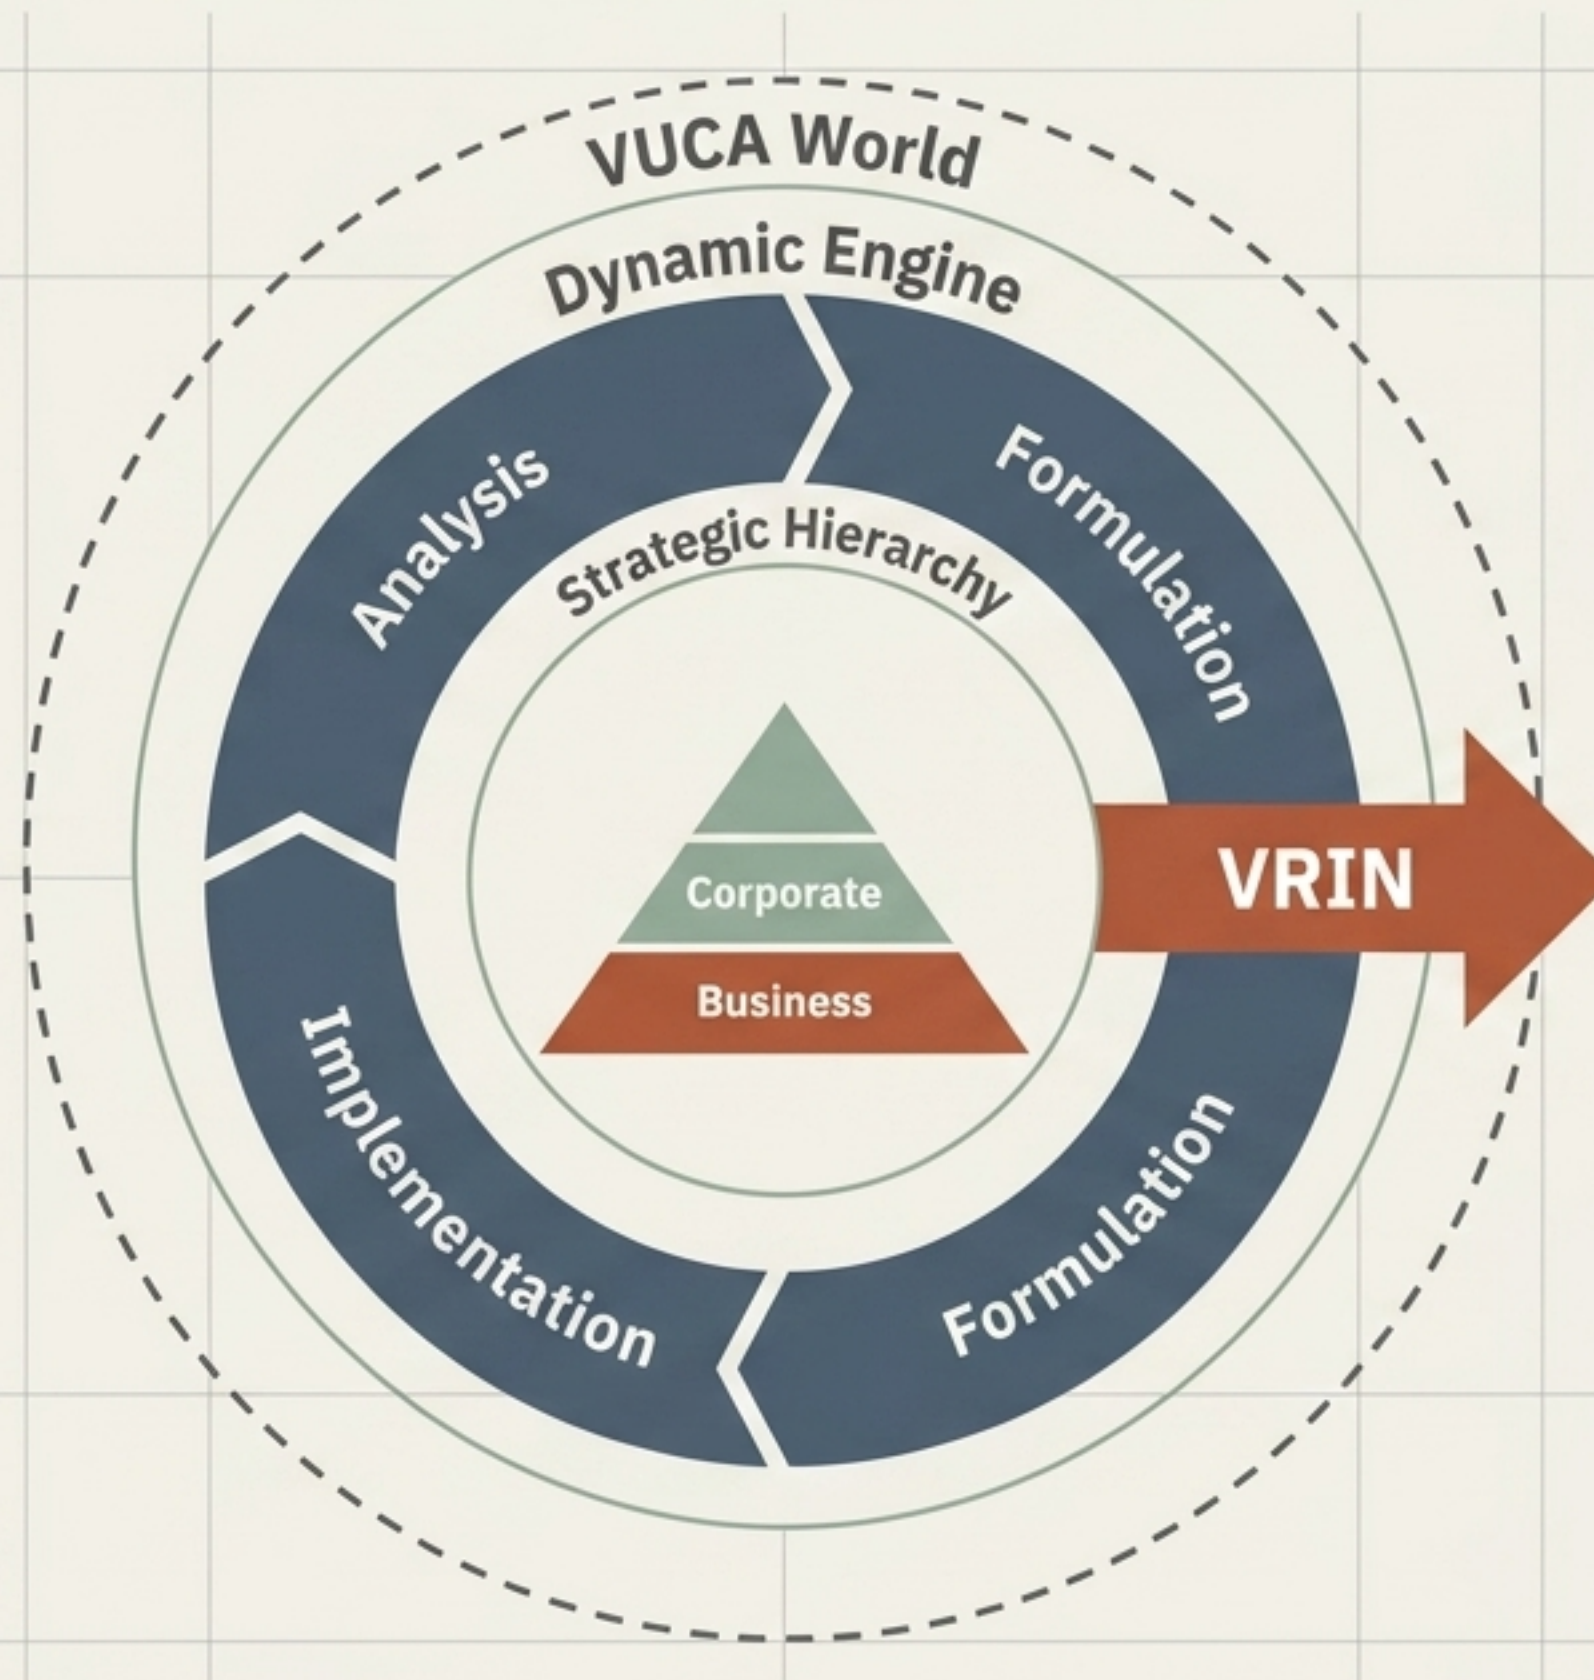 VUCA World
Dynamic Engine
Analysis
Formulation
Strategic Hierarchy
Corporate
Business
VRIN
Implementation
Formulation